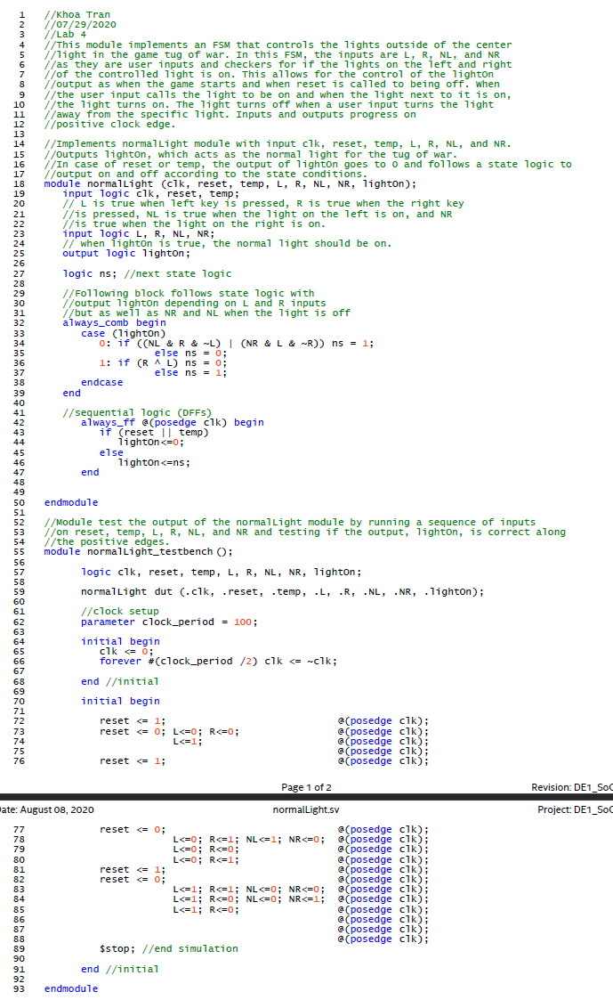 1 //Khoa Tran
2 //07/29/2020
3 //Lab 4
4 //This module implements an FSM that controls the lights outside of the center
5 //light in the game tug of war. In this FSM, the inputs are L, R, NL, and NR
6 //as they are user inputs and checkers for if the lights on the left and right
7 //of the controlled light is on. This allows for the control of the lightOn
8 //output as when the game starts and when reset is called to being off. When
9 //the user input calls the light to be on and when the light next to it is on,
10 //the light turns on. The light turns off when a user input turns the light
11 //away from the specific light. Inputs and outputs progress on
12 //positive clock edge.
13
14 //Implements normalLight module with input clk, reset, temp, L, R, NL, and NR.
15 //Outputs lightOn, which acts as the normal light for the tug of war.
16 //In case of reset or temp, the output of lightOn goes to 0 and follows a state logic to
17 //output on and off according to the state conditions.
18 module normalLight (clk, reset, temp, L, R, NL, NR, lightOn);
19 input logic clk, reset, temp;
20 // L is true when left key is pressed, R is true when the right key
21 //is pressed, NL is true when the light on the left is on, and NR
22 //is true when the light on the right is on.
23 input logic L, R, NL, NR;
24 // when lightOn is true, the normal light should be on.
25 output logic lightOn;
26
27 logic ns; //next state logic
28
29 //Following block follows state logic with
30 //output lightOn depending on L and R inputs
31 //but as well as NR and NL when the light is off
32 always_comb begin
33 case (lightOn)
34 0: if ((NL & R & ~L) | (NR & L & ~R)) ns = 1;
35 else ns = 0;
36 1: if (R ^ L) ns = 0;
37 else ns = 1;
38 endcase
39 end
40
41 //sequential logic (DFFs)
42 always_ff @(posedge clk) begin
43 if (reset || temp)
44 lightOn<=0;
45 else
46 lightOn<=ns;
47 end
48
49
50 endmodule
51
52 //Module test the output of the normalLight module by running a sequence of inputs
53 //on reset, temp, L, R, NL, and NR and testing if the output, lightOn, is correct along
54 //the positive edges.
55 module normalLight_testbench();
56
57 logic clk, reset, temp, L, R, NL, NR, lightOn;
58
59 normalLight dut (.clk, .reset, .temp, .L, .R, .NL, .NR, .lightOn);
60
61 //clock setup
62 parameter clock_period = 100;
63
64 initial begin
65 clk <= 0;
66 forever #(clock_period /2) clk <= ~clk;
67
68 end //initial
69
70 initial begin
71
72 reset <= 1; @(posedge clk);
73 reset <= 0; L<=0; R<=0; @(posedge clk);
74 L<=1; @(posedge clk);
75 @(posedge clk);
76 reset <= 1; @(posedge clk);
Page 1 of 2 Revision: DE1_SoC
ate: August 08, 2020 normalLight.sv Project: DE1_SoC
77 reset <= 0; @(posedge clk);
78 L<=0; R<=1; NL<=1; NR<=0; @(posedge clk);
79 L<=0; R<=0; @(posedge clk);
80 L<=0; R<=1; @(posedge clk);
81 reset <= 1; @(posedge clk);
82 reset <= 0; @(posedge clk);
83 L<=1; R<=1; NL<=0; NR<=0; @(posedge clk);
84 L<=1; R<=0; NL<=0; NR<=1; @(posedge clk);
85 L<=1; R<=0; @(posedge clk);
86 @(posedge clk);
87 @(posedge clk);
88 @(posedge clk);
89 $stop; //end simulation
90
91 end //initial
92
93 endmodule